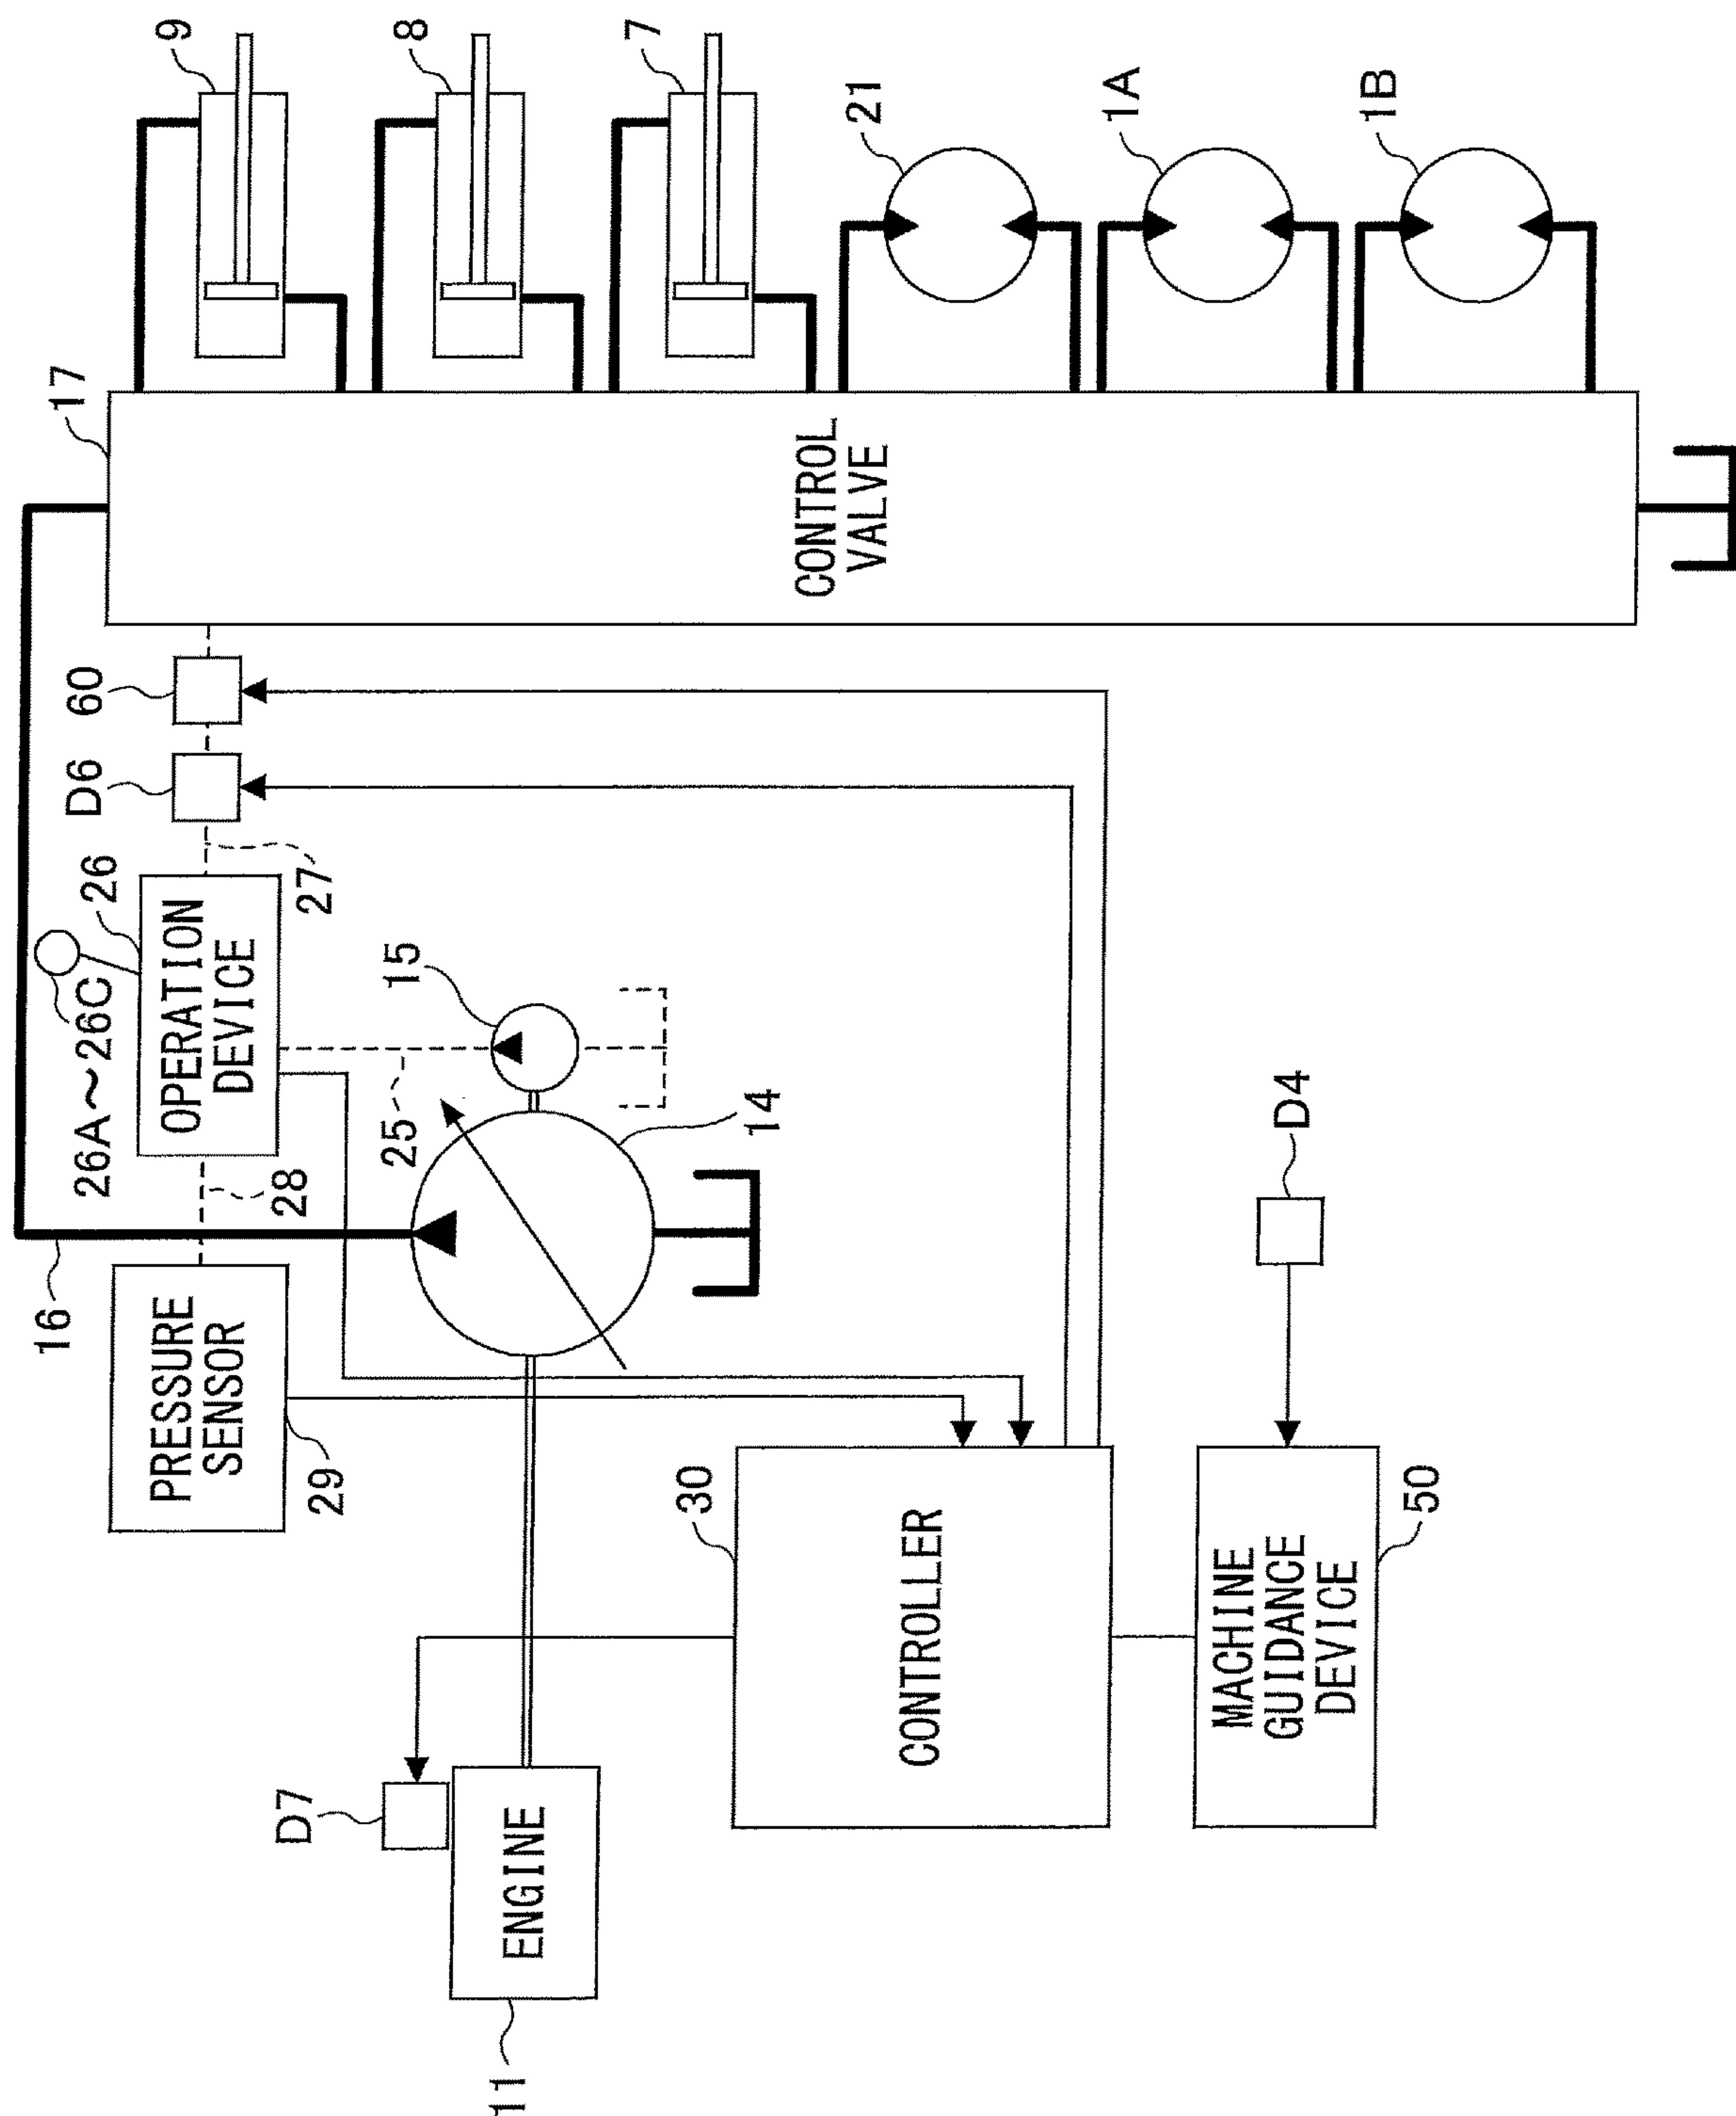 16
26A～26C
26
D6
60
17
9
PRESSURE
SENSOR
OPERATION
DEVICE
28
27
D7
29
25
15
8
11
ENGINE
7
30
14
CONTROL
VALVE
21
CONTROLLER
1A
MACHINE
GUIDANCE
DEVICE
D4
1B
50